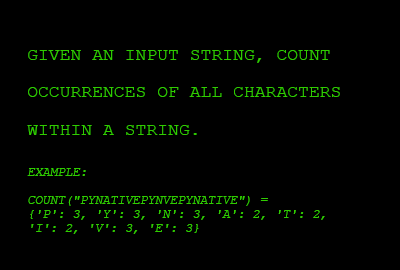 GIVEN AN INPUT STRING, COUNT
OCCURRENCES OF ALL CHARACTERS
WITHIN A STRING.
EXAMPLE:
COUNT("PYNATIVEPYNVEPYNATIVE") =
{'P': 3, 'Y': 3, 'N': 3, 'A': 2, 'T': 2,
'I': 2, 'V': 3, 'E': 3}